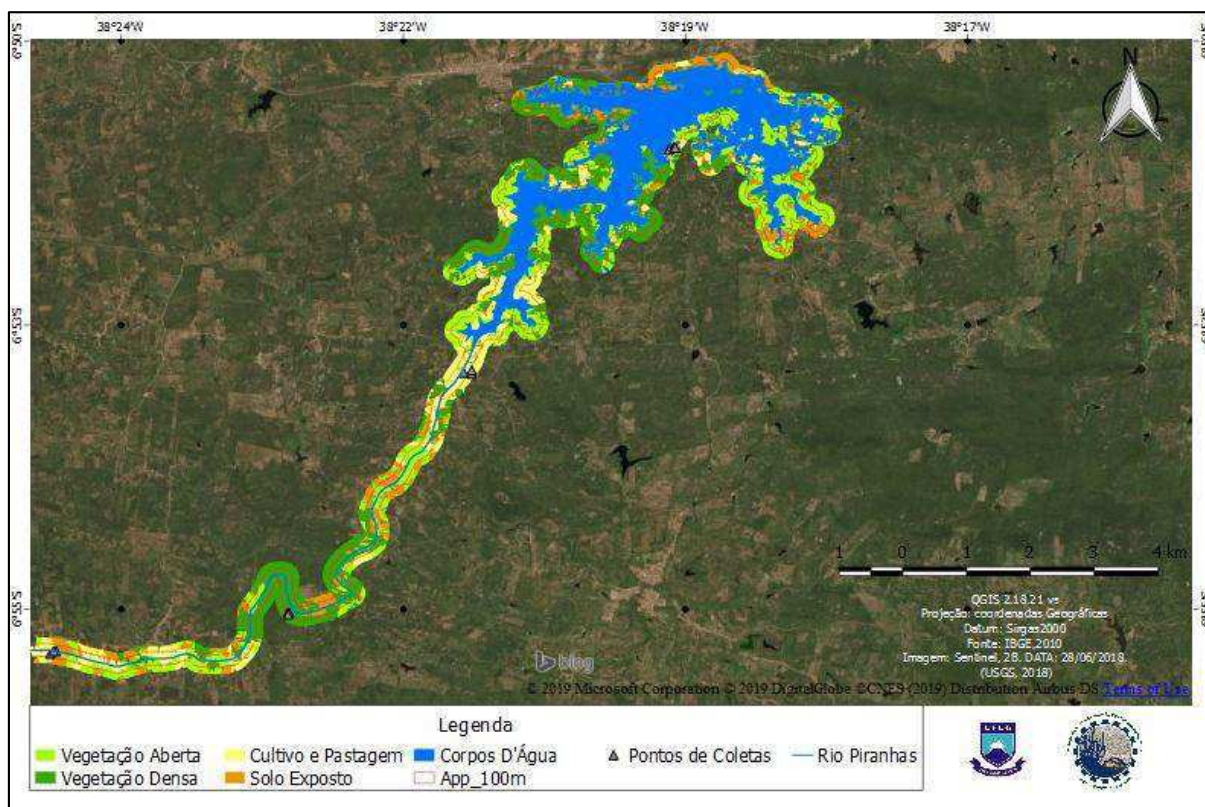 38°24'W 38°22'W 38°19'W 38°17'W
6°50'S
N
6°53'S
6°55'S
1 0 1 2 3 4 km
QGIS 2.18.21 vs
Projeção: coordenadas Geográficas
Datum: Sirgas2000
Fonte: IBGE,2010
Imagem: Sentinel, 2B. DATA: 28/06/2018.
(USGS, 2018)
bing
© 2019 Microsoft Corporation © 2019 DigitalGlobe ©CNES (2019) Distribution Airbus DS Terms of Use
Legenda
Vegetação Aberta Cultivo e Pastagem Corpos D'Água Pontos de Coletas Rio Piranhas
Vegetação Densa Solo Exposto App_100m
UFCG